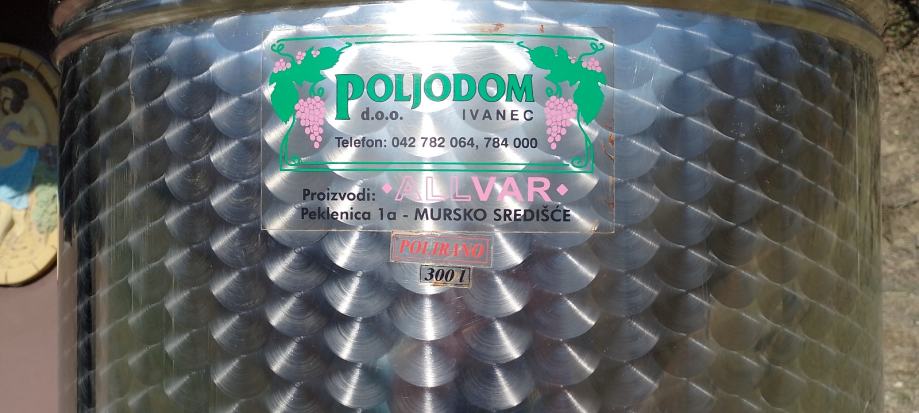 POLJODOM
d.o.o. IVANEC
Telefon: 042 782 064, 784 000
Proizvodi: ALLVAR
Peklenica 1a - MURSKO SREDIŠĆE
POLIRANO
300 l